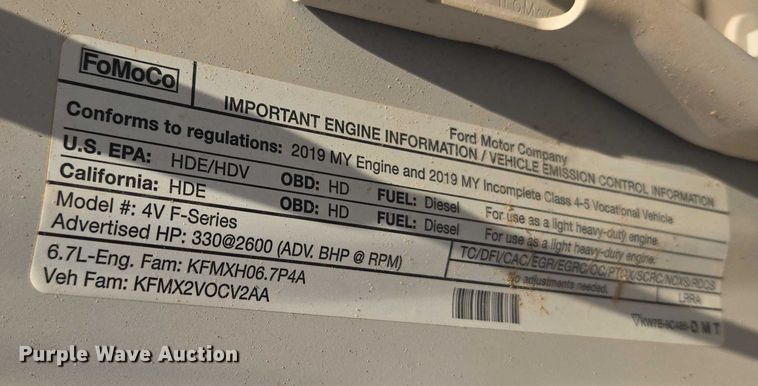 FoMoCo
Ford Motor Company
IMPORTANT ENGINE INFORMATION / VEHICLE EMISSION CONTROL INFORMATION
Conforms to regulations: 2019 MY Engine and 2019 MY Incomplete Class 4-5 Vocational Vehicle
U.S. EPA: HDE/HDV OBD: HD FUEL: Diesel For use as a light heavy-duty engine.
California: HDE OBD: HD FUEL: Diesel For use as a light heavy-duty engine.
Model #: 4V F-Series
Advertised HP: 330@2600 (ADV. BHP @ RPM)
TC/DFI/CAC/EGR/EGRC/OC/PTOX/SCRC/NOXS/RDCS
6.7L-Eng. Fam: KFMXH06.7P4A
No adjustments needed.
LRRA
Veh Fam: KFMX2VOCV2AA
DMT
Purple Wave Auction